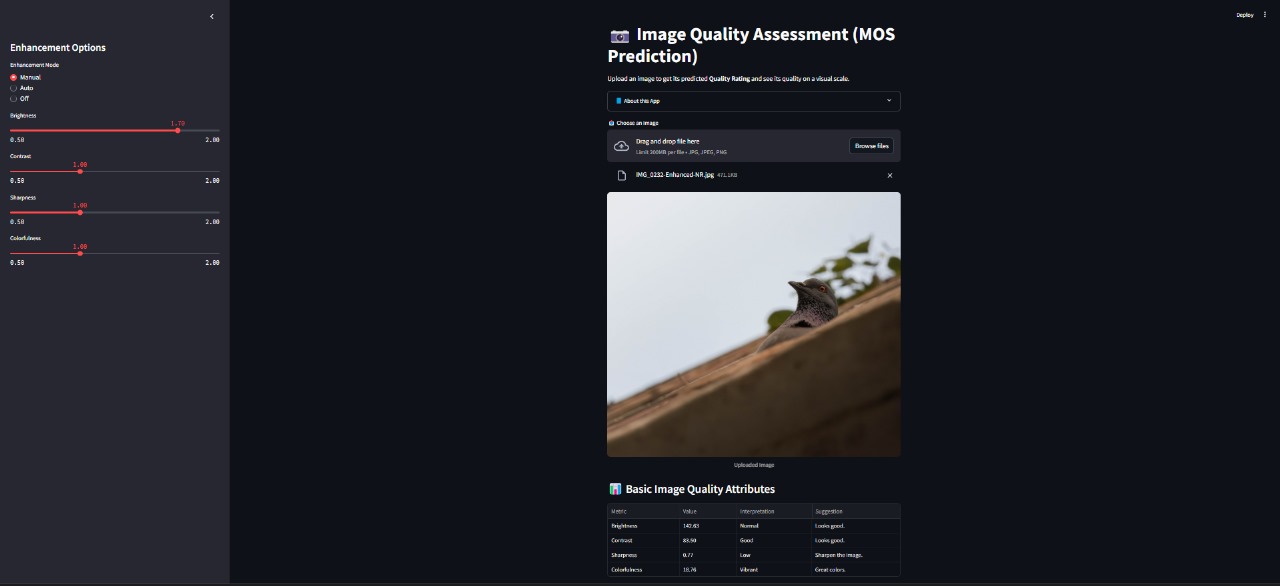 Deploy
Enhancement Options
Enhancement Mode
Manual
Auto
Off
Brightness
1.70
0.50 2.00
Contrast
1.00
0.50 2.00
Sharpness
1.00
0.50 2.00
Colorfulness
1.00
0.50 2.00
Image Quality Assessment (MOS
Prediction)
Upload an image to get its predicted Quality Rating and see its quality on a visual scale.
About this App
Choose an image
Drag and drop file here
Limit 200MB per file • JPG, JPEG, PNG
Browse files
IMG_0232-Enhanced-NR.jpg 471.1KB
Uploaded Image
Basic Image Quality Attributes
Metric Value Interpretation Suggestion
Brightness 142.63 Normal Looks good.
Contrast 83.50 Good Looks good.
Sharpness 0.77 Low Sharpen the image.
Colorfulness 19.76 Vibrant Great colors.